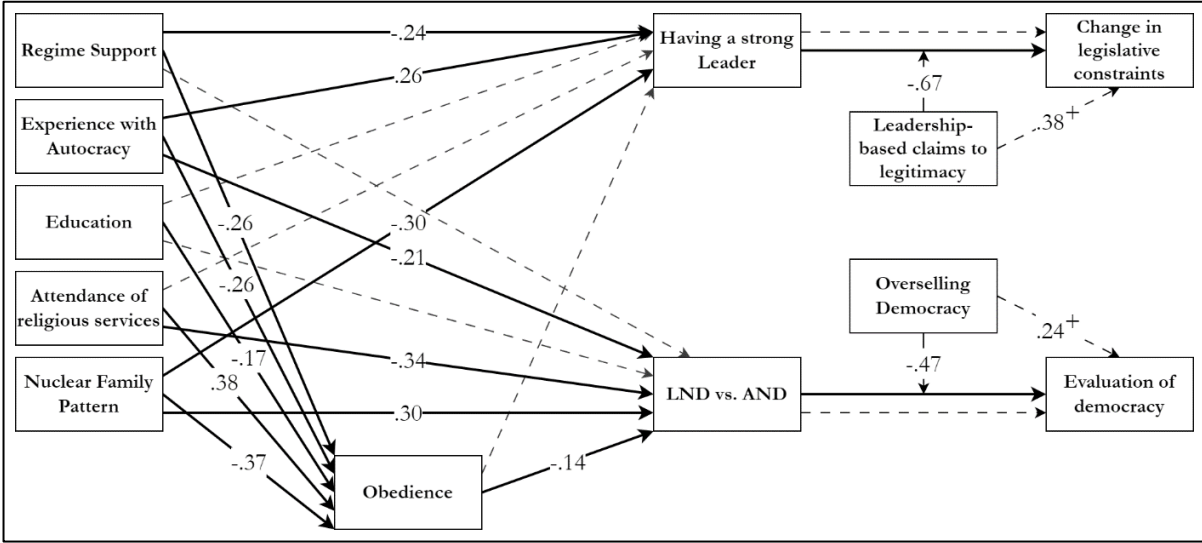 Regime Support
Experience with
Autocracy
Education
Attendance of
religious services
Nuclear Family
Pattern
-.24
.26
-.26
-.26
-.17
.38
-.37
-.30
-.21
-.34
.30
-.14
Obedience
Having a strong
Leader
LND vs. AND
-.67
Leadership-
based claims to
legitimacy
.38+
Change in
legislative
constraints
Overselling
Democracy
-.47
.24+
Evaluation of
democracy